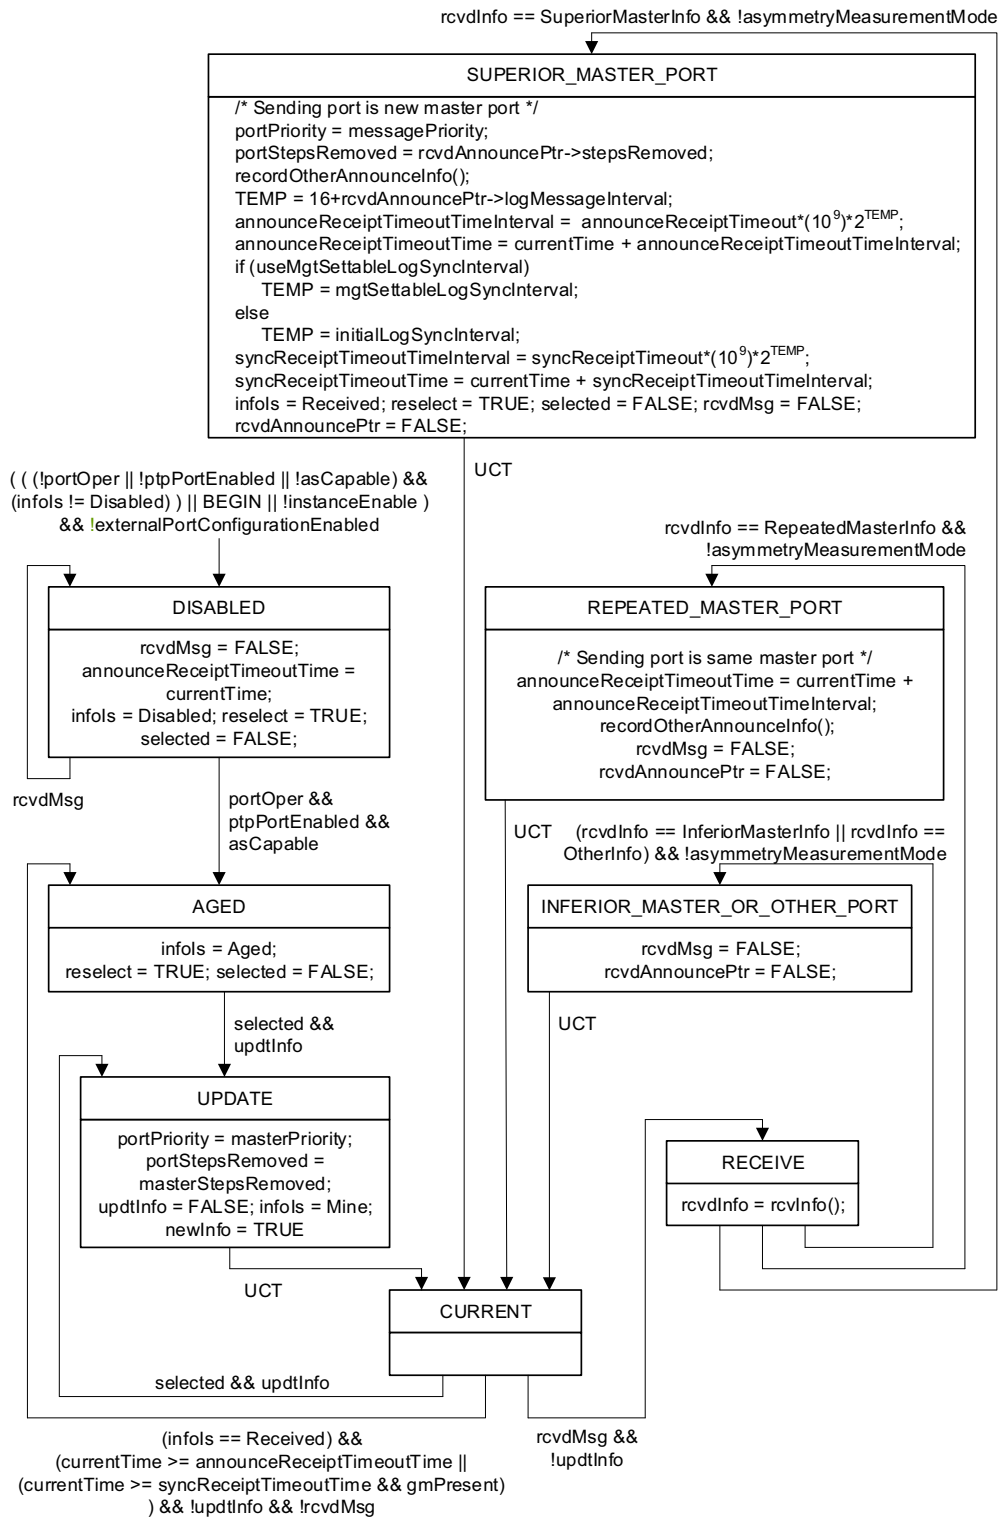 rcvdInfo == SuperiorMasterInfo && !asymmetryMeasurementMode
SUPERIOR_MASTER_PORT
/* Sending port is new master port */
portPriority = messagePriority;
portStepsRemoved = rcvdAnnouncePtr->stepsRemoved;
recordOtherAnnounceInfo();
TEMP = 16+rcvdAnnouncePtr->logMessageInterval;
announceReceiptTimeoutTimeInterval = announceReceiptTimeout*(10^9)*2^TEMP;
announceReceiptTimeoutTime = currentTime + announceReceiptTimeoutTimeInterval;
if (useMgtSettableLogSyncInterval)
TEMP = mgtSettableLogSyncInterval;
else
TEMP = initialLogSyncInterval;
syncReceiptTimeoutTimeInterval = syncReceiptTimeout*(10^9)*2^TEMP;
syncReceiptTimeoutTime = currentTime + syncReceiptTimeoutTimeInterval;
infoIs = Received; reselect = TRUE; selected = FALSE; rcvdMsg = FALSE;
rcvdAnnouncePtr = FALSE;
UCT
( ( (!portOper || !ptpPortEnabled || !asCapable) &&
(infoIs != Disabled) ) || BEGIN || !instanceEnable )
&& !externalPortConfigurationEnabled
DISABLED
rcvdMsg = FALSE;
announceReceiptTimeoutTime =
currentTime;
infoIs = Disabled; reselect = TRUE;
selected = FALSE;
rcvdMsg
portOper &&
ptpPortEnabled &&
asCapable
rcvdInfo == RepeatedMasterInfo &&
!asymmetryMeasurementMode
REPEATED_MASTER_PORT
/* Sending port is same master port */
announceReceiptTimeoutTime = currentTime +
announceReceiptTimeoutTimeInterval;
recordOtherAnnounceInfo();
rcvdMsg = FALSE;
rcvdAnnouncePtr = FALSE;
UCT
(rcvdInfo == InferiorMasterInfo || rcvdInfo ==
OtherInfo) && !asymmetryMeasurementMode
AGED
infoIs = Aged;
reselect = TRUE; selected = FALSE;
INFERIOR_MASTER_OR_OTHER_PORT
rcvdMsg = FALSE;
rcvdAnnouncePtr = FALSE;
UCT
selected &&
updtInfo
UPDATE
portPriority = masterPriority;
portStepsRemoved =
masterStepsRemoved;
updtInfo = FALSE; infoIs = Mine;
newInfo = TRUE
UCT
RECEIVE
rcvdInfo = rcvInfo();
CURRENT
selected && updtInfo
(infoIs == Received) &&
(currentTime >= announceReceiptTimeoutTime ||
(currentTime >= syncReceiptTimeoutTime && gmPresent)
) && !updtInfo && !rcvdMsg
rcvdMsg &&
!updtInfo